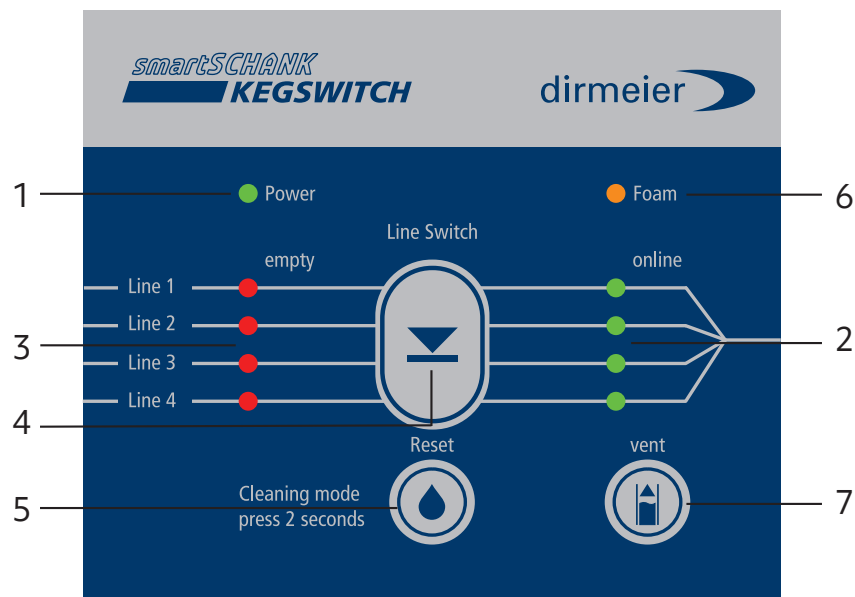 smartSCHANK
KEGSWITCH
dirmeier
1
Power
Foam
6
Line Switch
empty
online
Line 1
Line 2
3
2
Line 3
Line 4
4
Reset
vent
Cleaning mode
press 2 seconds
5
7